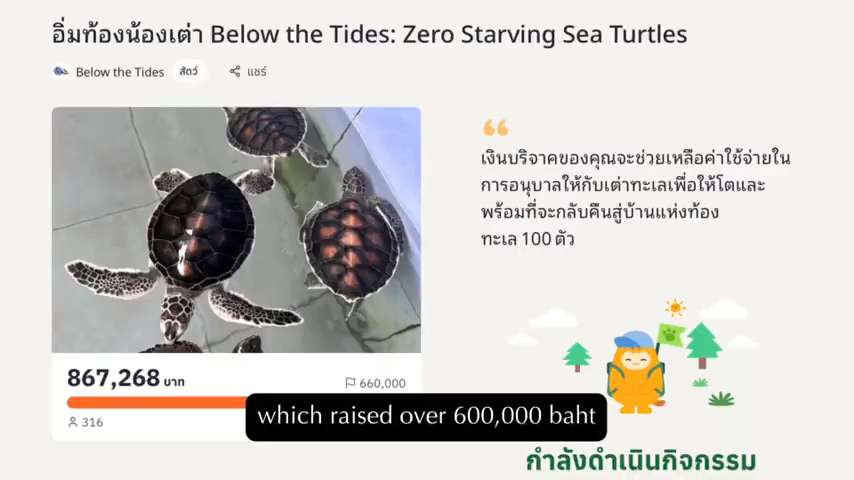 อิ่มท้องน้องเต่า Below the Tides: Zero Starving Sea Turtles
Below the Tides สัตว์ แชร์
“
เงินบริจาคของคุณจะช่วยเหลือค่าใช้จ่ายใน
การอนุบาลให้กับเต่าทะเลเพื่อให้โตและ
พร้อมที่จะกลับคืนสู่บ้านแห่งท้อง
ทะเล 100 ตัว
867,268 บาท
660,000
316
which raised over 600,000 baht
กำลังดำเนินกิจกรรม